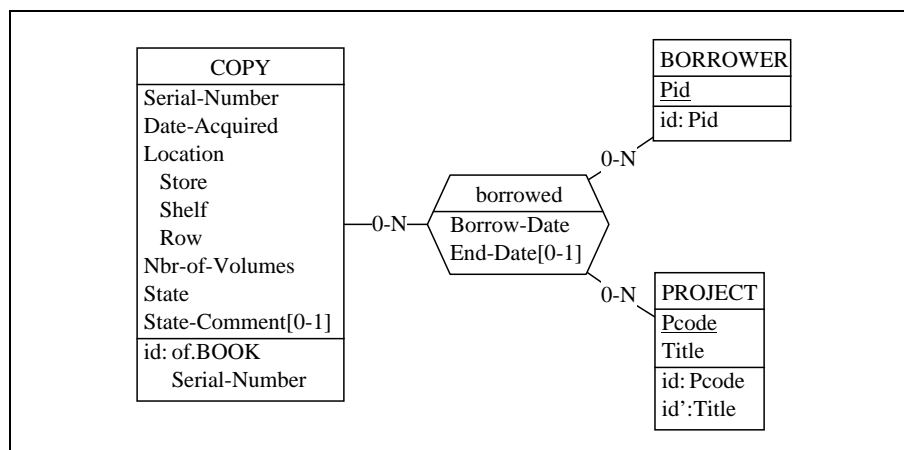 COPY
Serial-Number
Date-Acquired
Location
Store
Shelf
Row
Nbr-of-Volumes
State
State-Comment[0-1]
id: of.BOOK
Serial-Number
0-N
borrowed
Borrow-Date
End-Date[0-1]
0-N
BORROWER
Pid
id: Pid
0-N
PROJECT
Pcode
Title
id: Pcode
id':Title